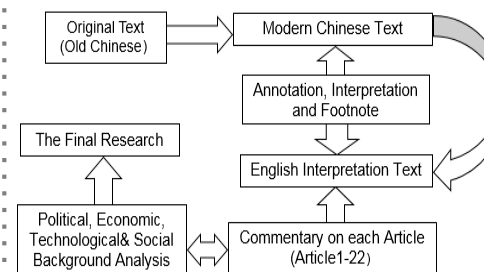 Original Text
(Old Chinese)
Modern Chinese Text
Annotation, Interpretation
and Footnote
The Final Research
English Interpretation Text
Political, Economic,
Technological& Social
Background Analysis
Commentary on each Article
(Article1-22)